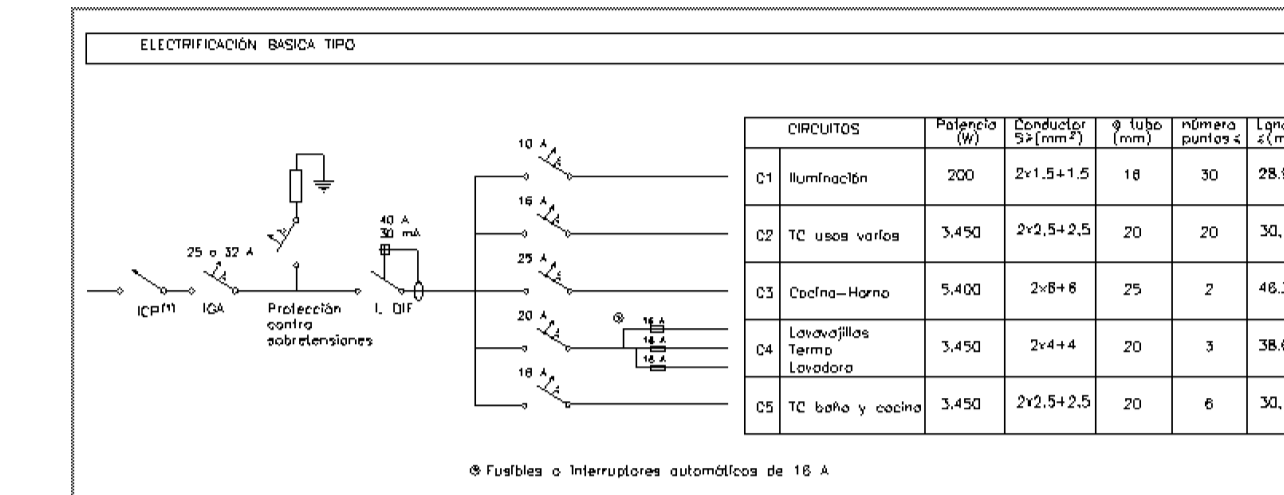 ELECTRIFICACIÓN BASICA TIPO
CIRCUITOS Potencia (W) Conductor S≥(mm²) ø tubo (mm) número puntos ≤
C1 Iluminación 200 2x1.5+1.5 16 30
C2 TC usos varios 3.450 2x2,5+2,5 20 20
C3 Cocina-Horno 5.400 2x6+6 25 2
C4 Lavavajillas Termo Lavadora 3.450 2x4+4 20 3
C5 TC baño y cocina 3.450 2x2.5+2.5 20 6
10 A
16 A
25 A
20 A
16 A
16 A
16 A
16 A
40 A
30 mA
25 o 32 A
ICP(1)
IGA
Protección
contra
sobretensiones
I. DIF
Fusibles o Interruptores automáticos de 16 A